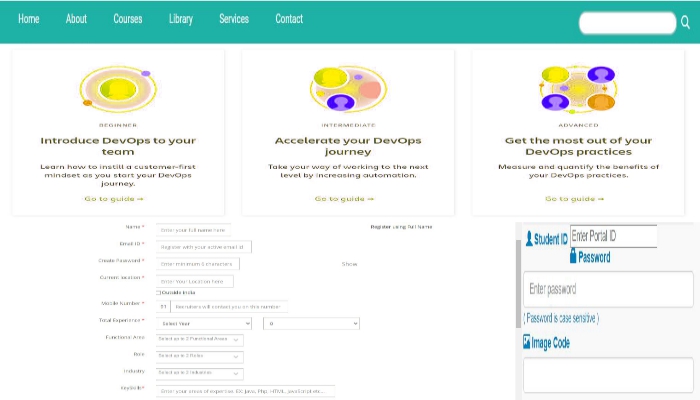 Home About Courses Library Services Contact
BEGINNER
Introduce DevOps to your
team
Learn how to instill a customer-first
mindset as you start your DevOps
journey.
Go to guide →
INTERMEDIATE
Accelerate your DevOps
journey
Take your way of working to the next
level by increasing automation.
Go to guide →
ADVANCED
Get the most out of your
DevOps practices
Measure and quantify the benefits of
your DevOps practices.
Go to guide →
Name * Enter your full name here
Register using Full Name
Email ID * Register with your active email id
Create Password * Enter minimum 6 characters
Show
Current location * Enter Your Location here
Outside India
Mobile Number * 91 Recruiters will contact you on this number
Total Experience * Select Year 0
Functional Area Select up to 2 Functional Areas
Role Select up to 2 Roles
Industry Select up to 2 Industries
Keyskills* Enter your areas of expertise. EX: Java, Php, HTML, JavaScript etc...
Student ID Enter Portal ID
Password
Enter password
( Password is case sensitive )
Image Code